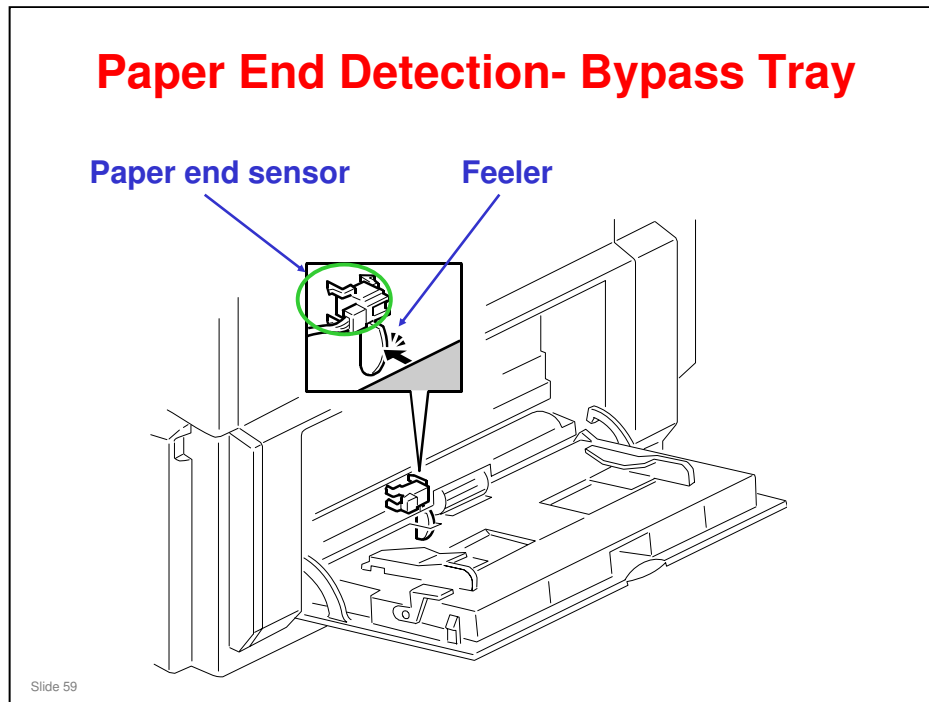 Paper End Detection- Bypass Tray
Paper end sensor
Feeler
Slide 59